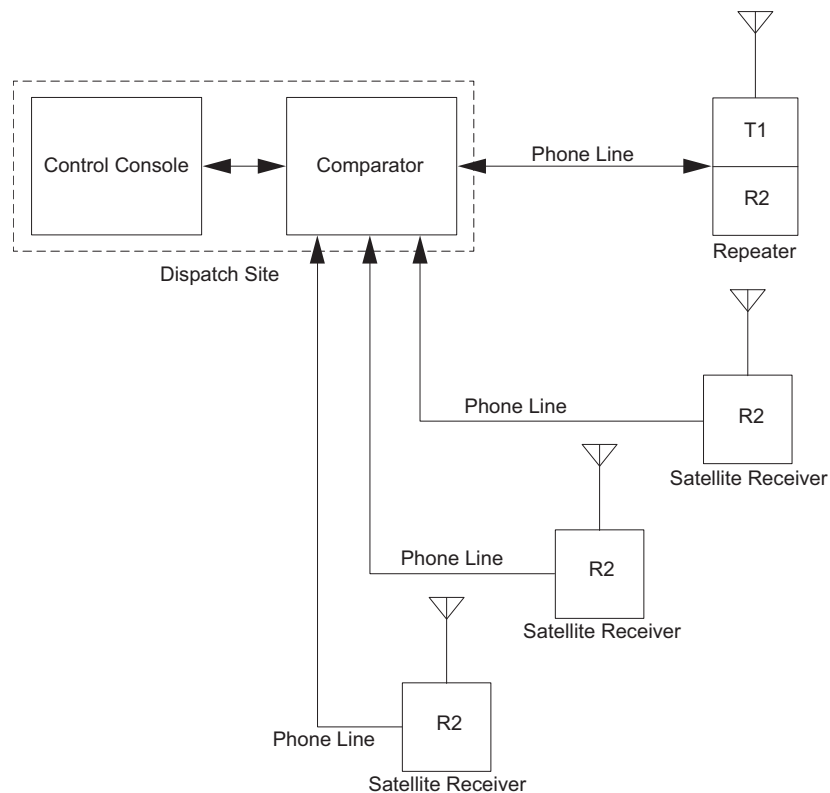 T1
Control Console
Comparator
Phone Line
R2
Repeater
Dispatch Site
Phone Line
R2
Satellite Receiver
Phone Line
R2
Satellite Receiver
R2
Phone Line
Satellite Receiver